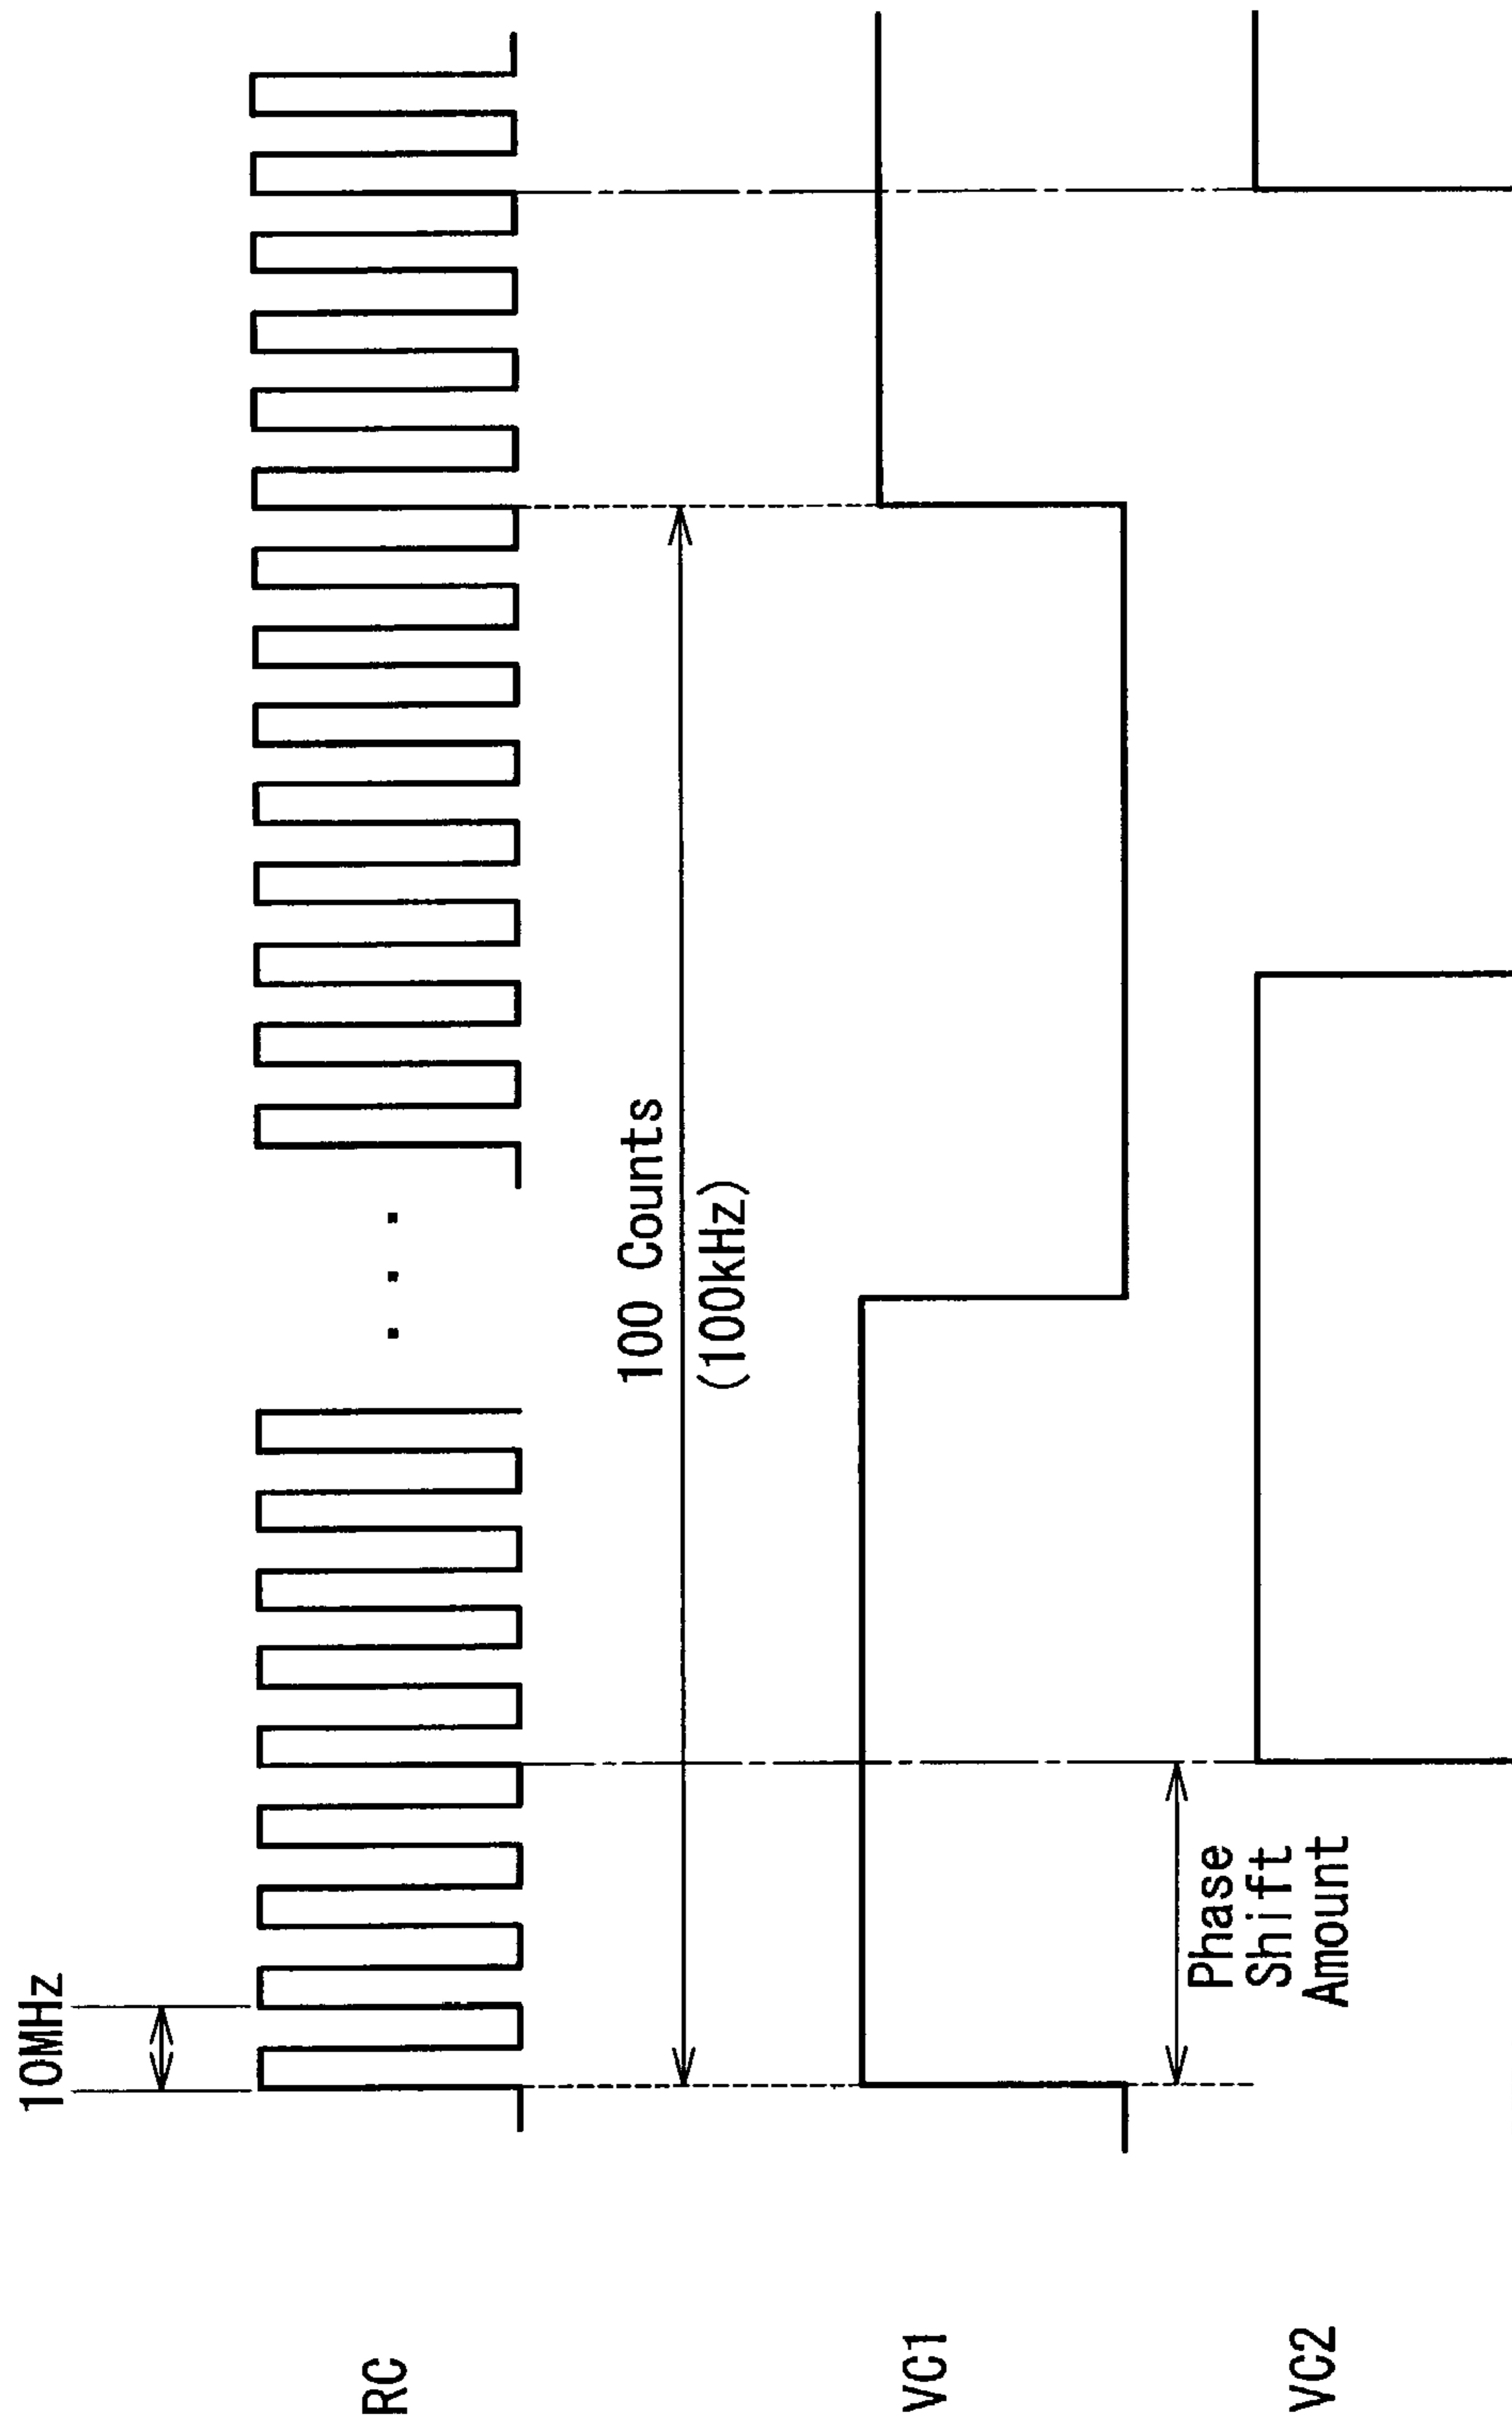 10MHz
RC
100 Counts
(100kHz)
VC1
Phase
Shift
Amount
VC2